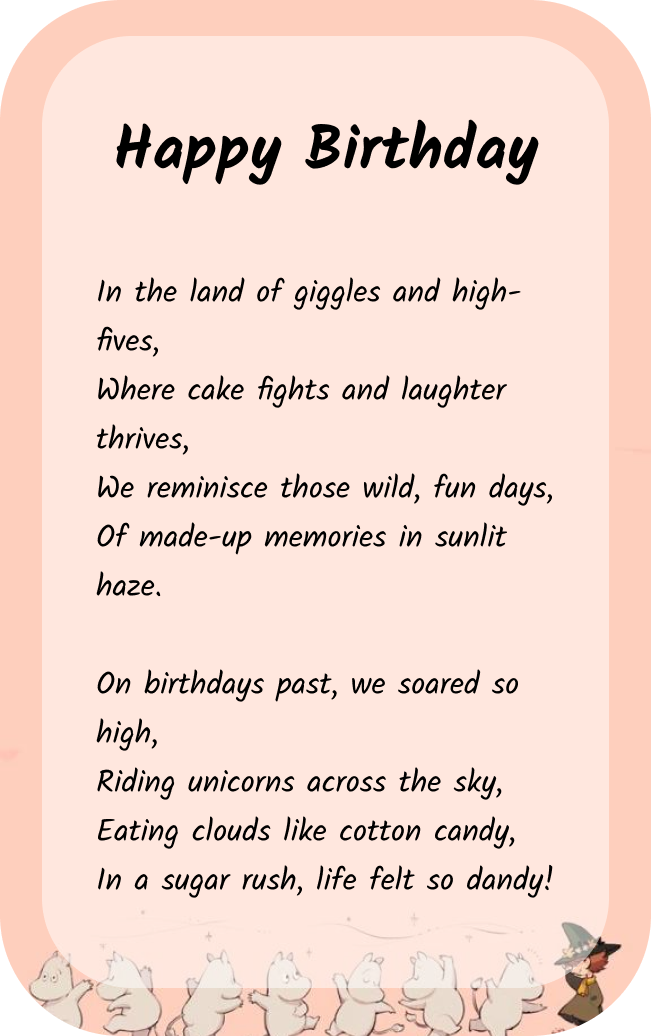 Happy Birthday
In the land of giggles and high-
fives,
Where cake fights and laughter
thrives,
We reminisce those wild, fun days,
Of made-up memories in sunlit
haze.
On birthdays past, we soared so
high,
Riding unicorns across the sky,
Eating clouds like cotton candy,
In a sugar rush, life felt so dandy!